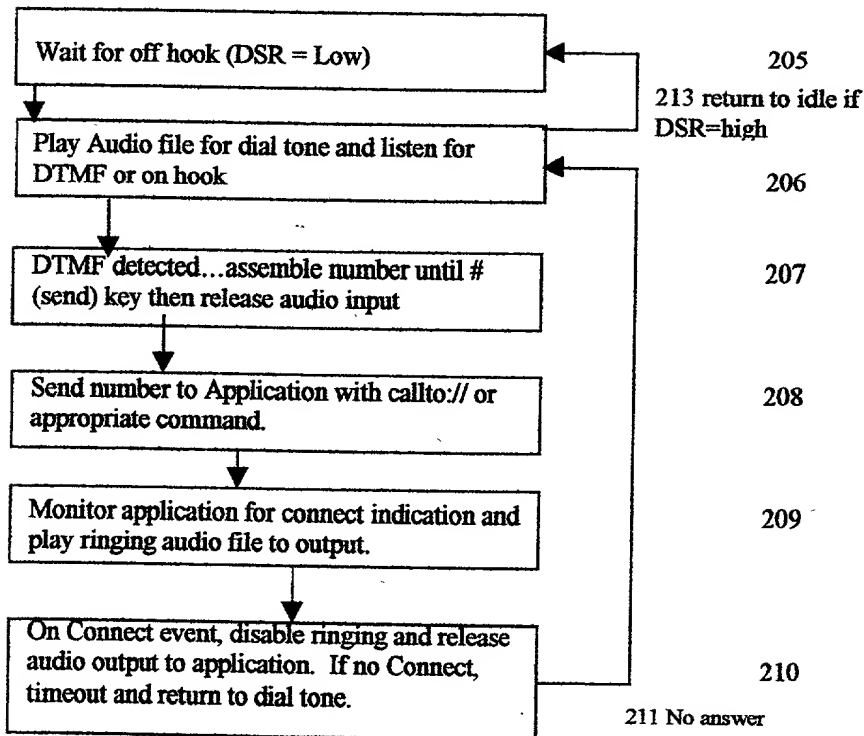 Wait for off hook (DSR = Low)
205
213 return to idle if
DSR=high
Play Audio file for dial tone and listen for
DTMF or on hook
206
DTMF detected...assemble number until #
(send) key then release audio input
207
Send number to Application with callto:// or
appropriate command.
208
Monitor application for connect indication and
play ringing audio file to output.
209
On Connect event, disable ringing and release
audio output to application. If no Connect,
timeout and return to dial tone.
210
211 No answer